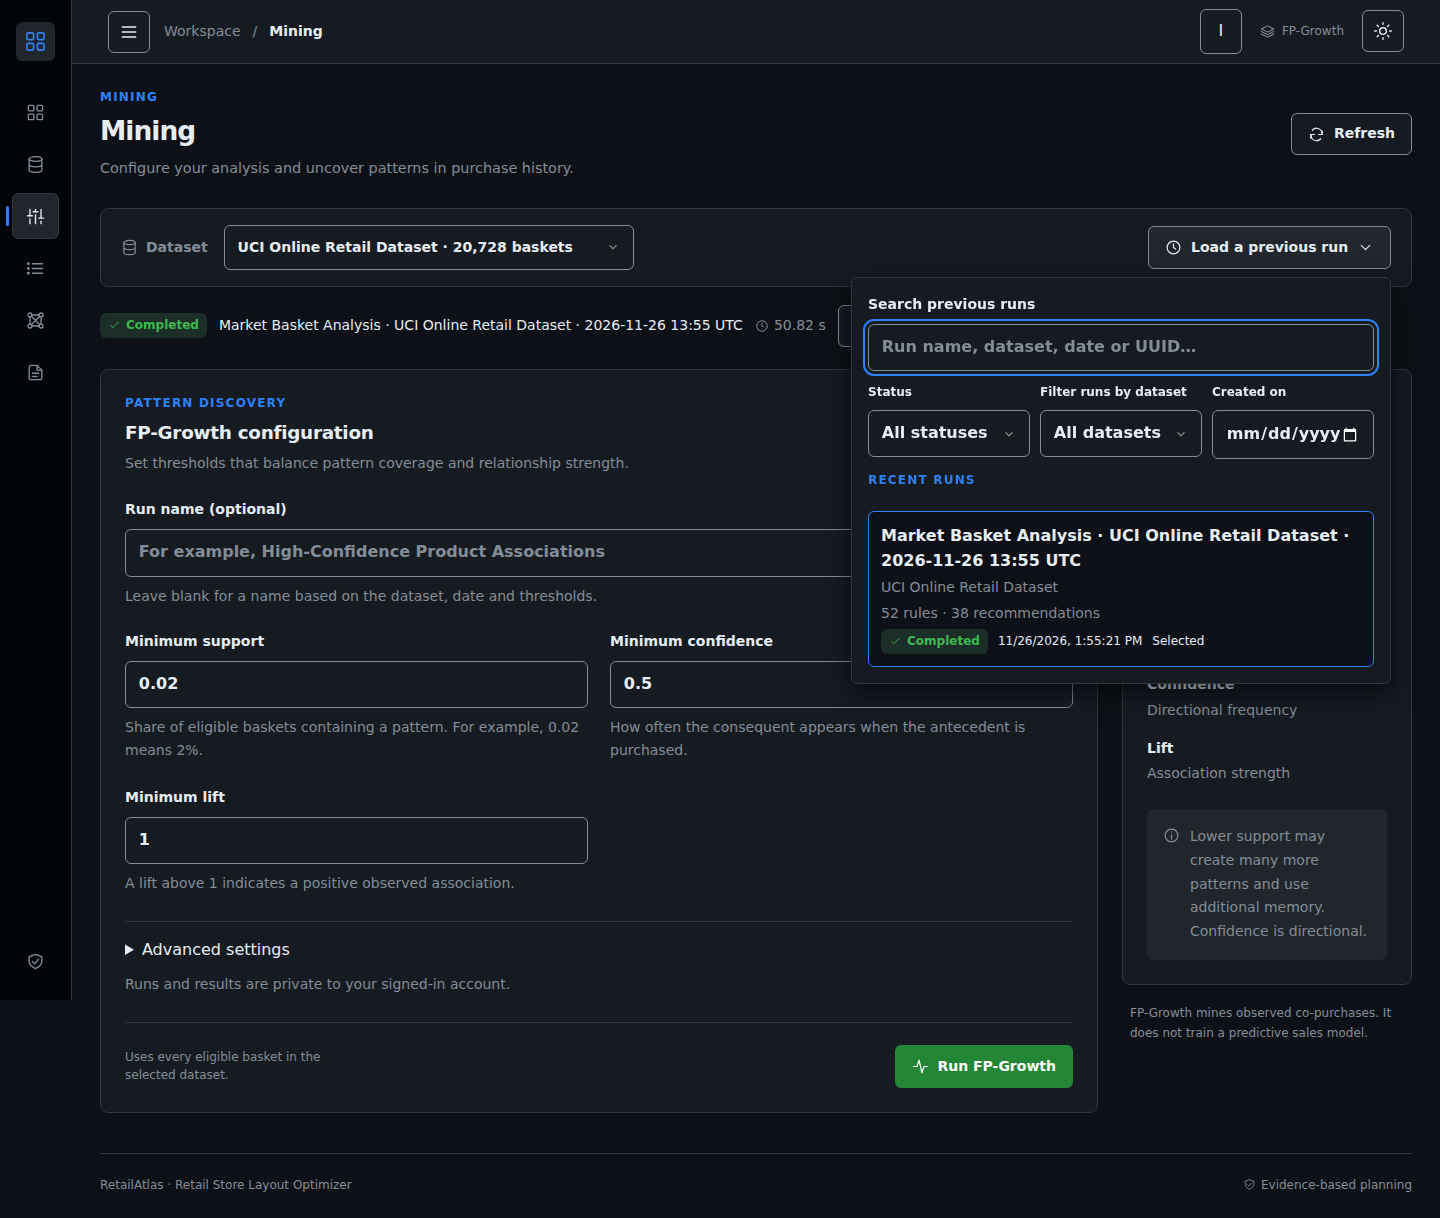 Workspace / Mining
I
FP-Growth
MINING
Mining
Configure your analysis and uncover patterns in purchase history.
Refresh
Dataset
UCI Online Retail Dataset · 20,728 baskets
Load a previous run
Completed
Market Basket Analysis · UCI Online Retail Dataset · 2026-11-26 13:55 UTC
50.82 s
Search previous runs
Run name, dataset, date or UUID...
Status
Filter runs by dataset
Created on
All statuses
All datasets
mm/dd/yyyy
RECENT RUNS
Market Basket Analysis · UCI Online Retail Dataset ·
2026-11-26 13:55 UTC
UCI Online Retail Dataset
52 rules · 38 recommendations
Completed
11/26/2026, 1:55:21 PM
Selected
PATTERN DISCOVERY
FP-Growth configuration
Set thresholds that balance pattern coverage and relationship strength.
Run name (optional)
For example, High-Confidence Product Associations
Leave blank for a name based on the dataset, date and thresholds.
Minimum support
0.02
Share of eligible baskets containing a pattern. For example, 0.02
means 2%.
Minimum confidence
0.5
How often the consequent appears when the antecedent is
purchased.
Minimum lift
1
A lift above 1 indicates a positive observed association.
Advanced settings
Runs and results are private to your signed-in account.
Uses every eligible basket in the
selected dataset.
Run FP-Growth
Confidence
Directional frequency
Lift
Association strength
Lower support may
create many more
patterns and use
additional memory.
Confidence is directional.
FP-Growth mines observed co-purchases. It
does not train a predictive sales model.
RetailAtlas · Retail Store Layout Optimizer
Evidence-based planning